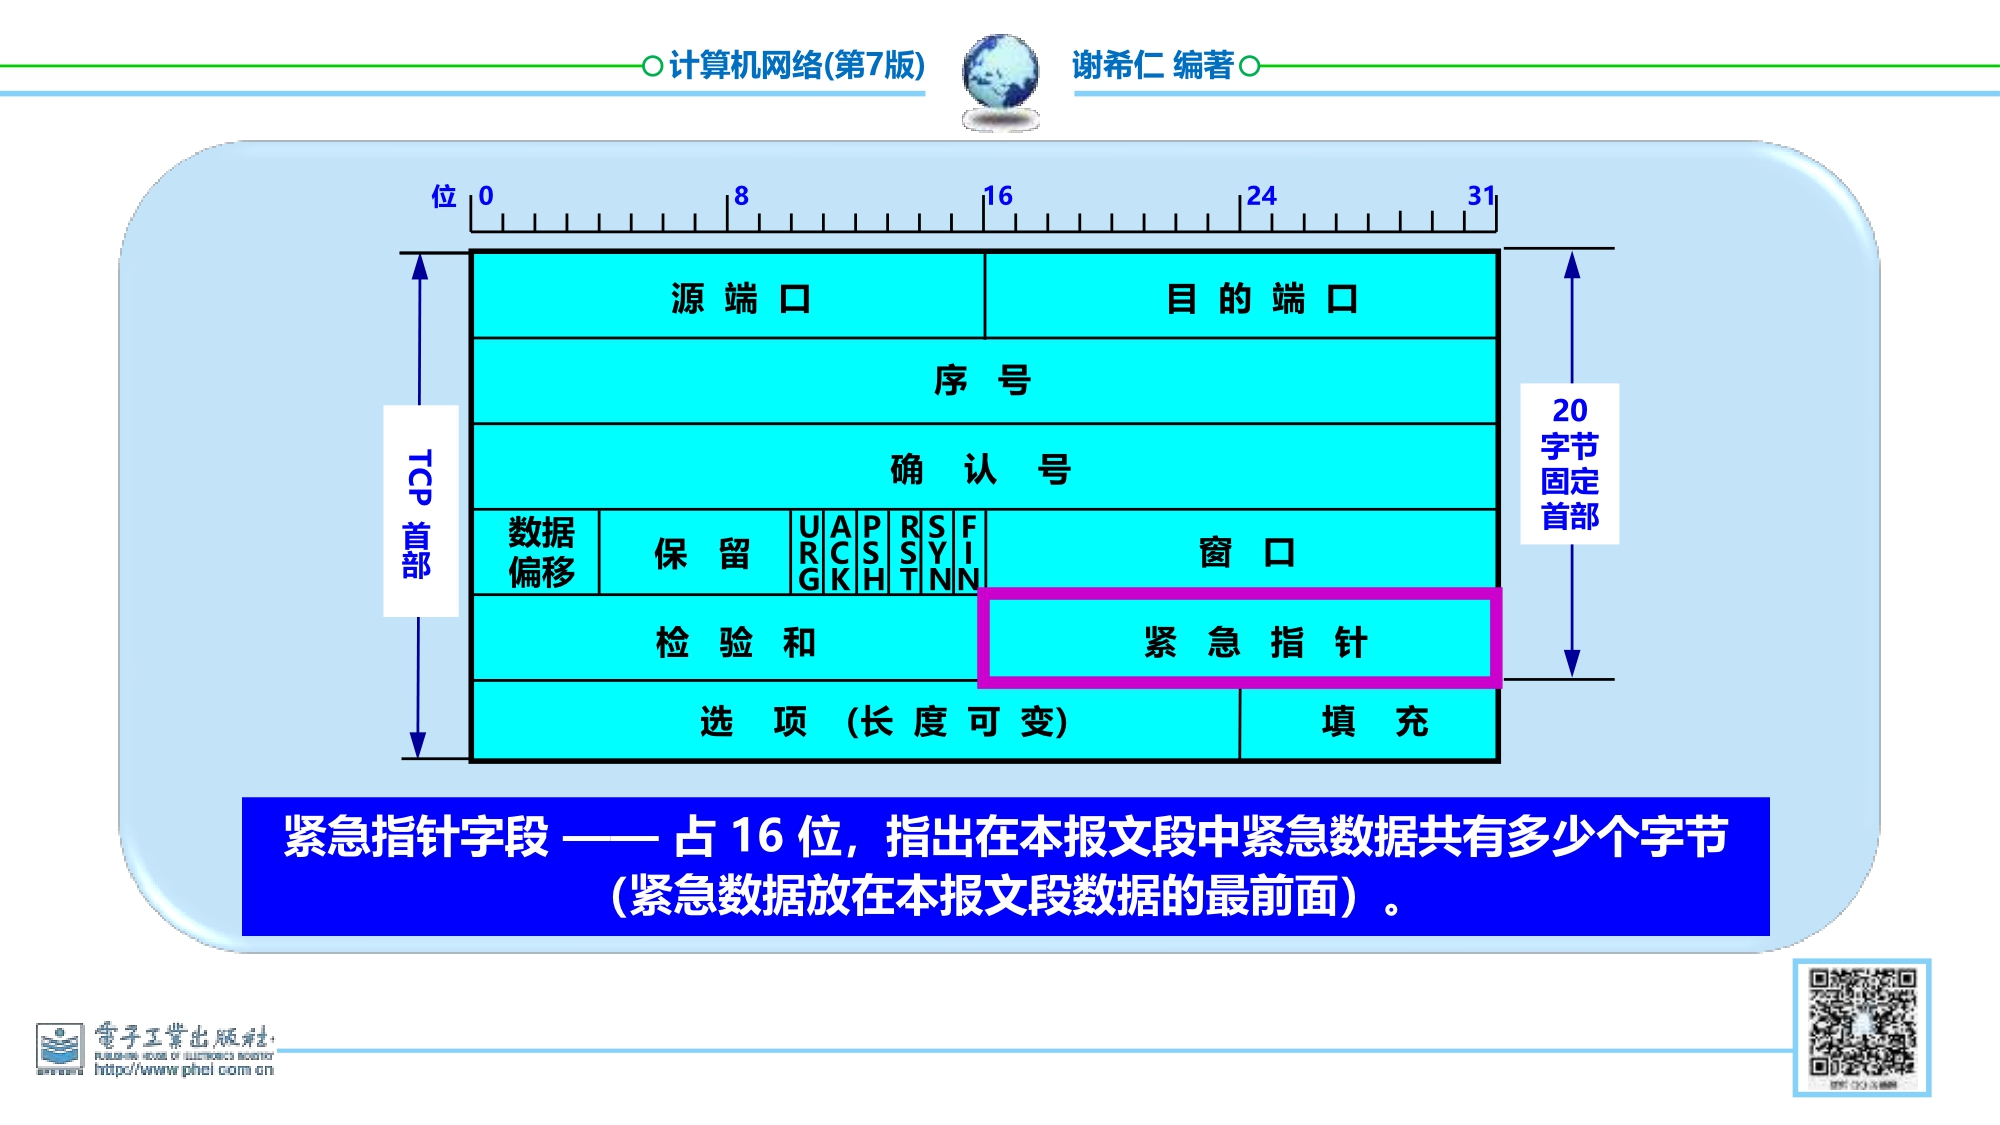 计算机网络(第7版)
谢希仁 编著
位 0 8 16 24 31
源 端 口 目 的 端 口
序 号
确 认 号
数据偏移 保 留 URG ACK PSH RST SYN FIN 窗 口
检 验 和 紧 急 指 针
选 项 (长 度 可 变) 填 充
TCP 首部
20
字节
固定
首部
紧急指针字段 —— 占 16 位，指出在本报文段中紧急数据共有多少个字节
（紧急数据放在本报文段数据的最前面）。
電子工業出版社
PUBLISHING HOUSE OF ELECTRONICS INDUSTRY
http://www.phei.com.cn